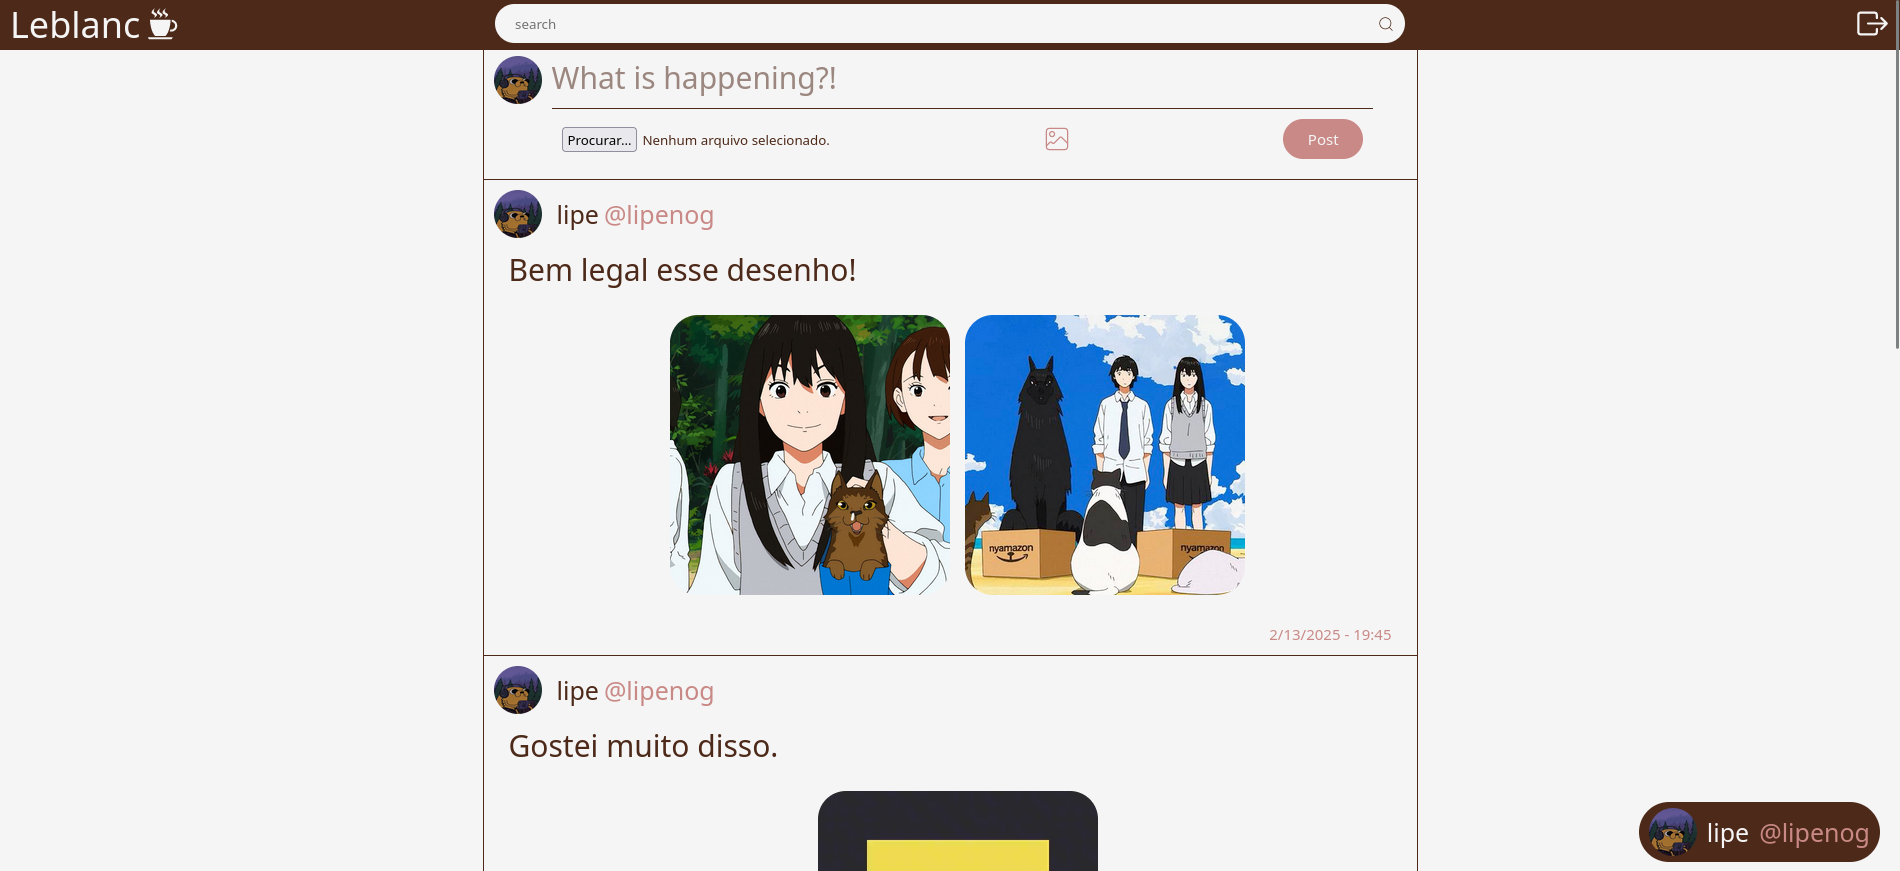 Leblanc
search
What is happening?!
Procurar... Nenhum arquivo selecionado.
Post
lipe @lipenog
Bem legal esse desenho!
nyamazon
nyamazon
2/13/2025 - 19:45
lipe @lipenog
Gostei muito disso.
lipe @lipenog